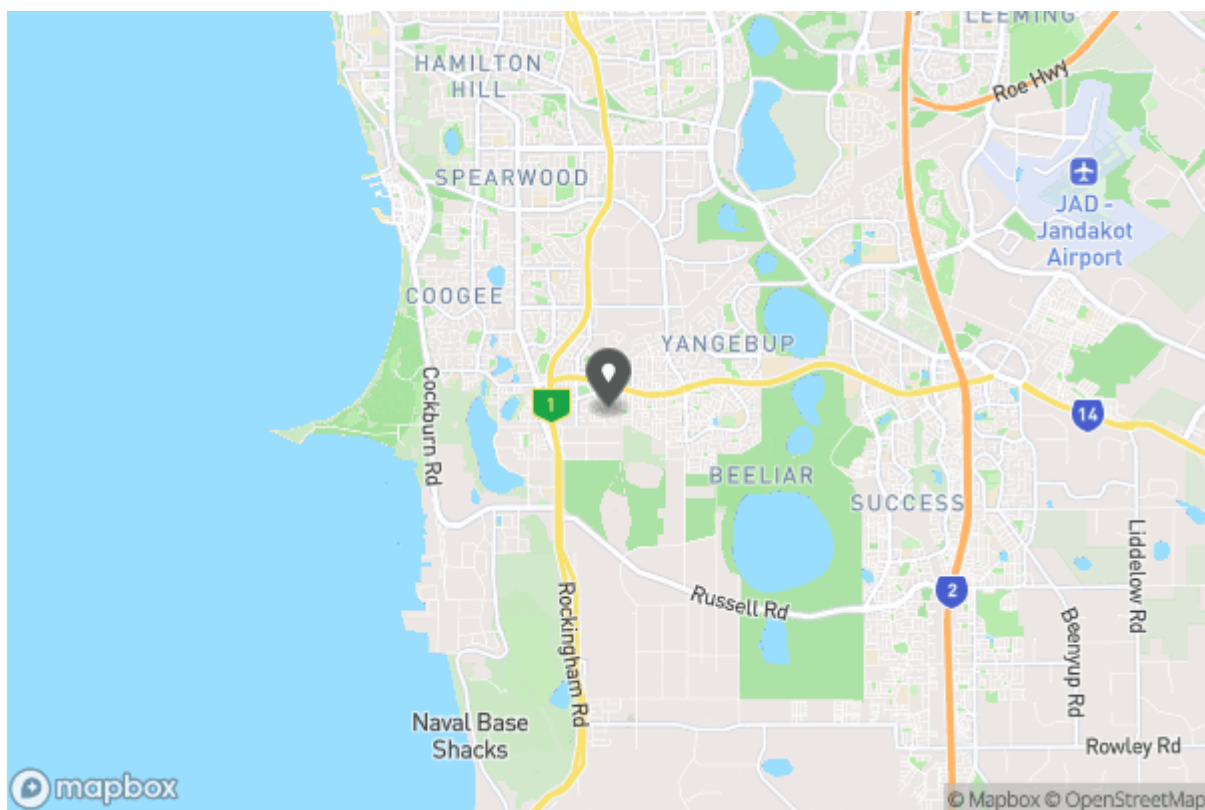 LEEMING
HAMILTON
HILL
Roe Hwy
SPEARWOOD
JAD -
Jandakot
Airport
COOGEE
YANGEBUP
Cockburn Rd
1
14
BEELIAR
SUCCESS
Liddelow Rd
2
Russell Rd
Rockingham Rd
Beenyup Rd
Naval Base
Shacks
Rowley Rd
mapbox
© Mapbox © OpenStreetMap